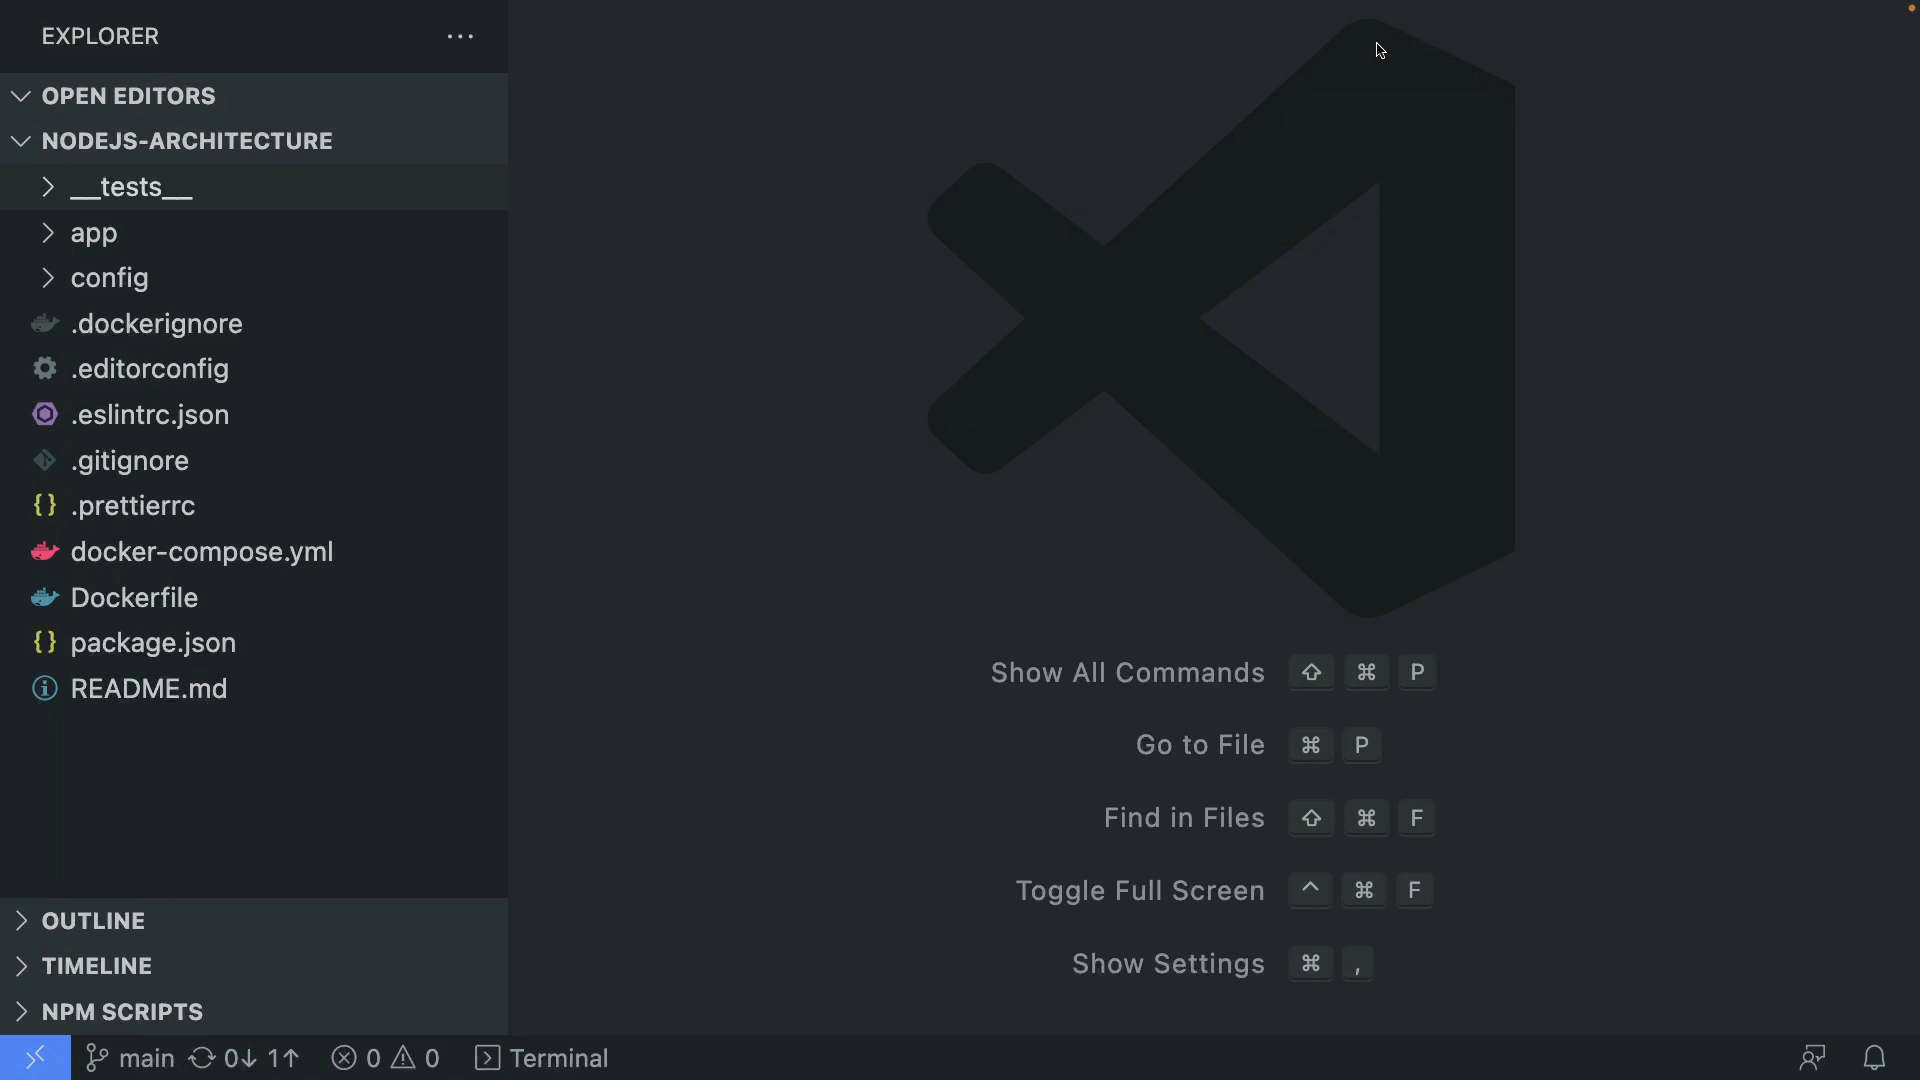 EXPLORER
OPEN EDITORS
NODEJS-ARCHITECTURE
__tests__
app
config
.dockerignore
.editorconfig
.eslintrc.json
.gitignore
{} .prettierrc
docker-compose.yml
Dockerfile
{} package.json
README.md
OUTLINE
TIMELINE
NPM SCRIPTS
Show All Commands ⇧ ⌘ P
Go to File ⌘ P
Find in Files ⇧ ⌘ F
Toggle Full Screen ^ ⌘ F
Show Settings ⌘ ,
main 0↓ 1↑ 0 0 Terminal